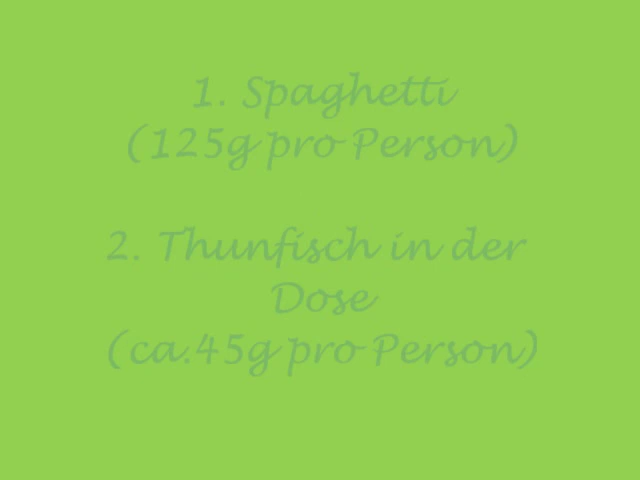 1. Spaghetti
(125g pro Person)
2. Thunfisch in der
Dose
(ca.45g pro Person)